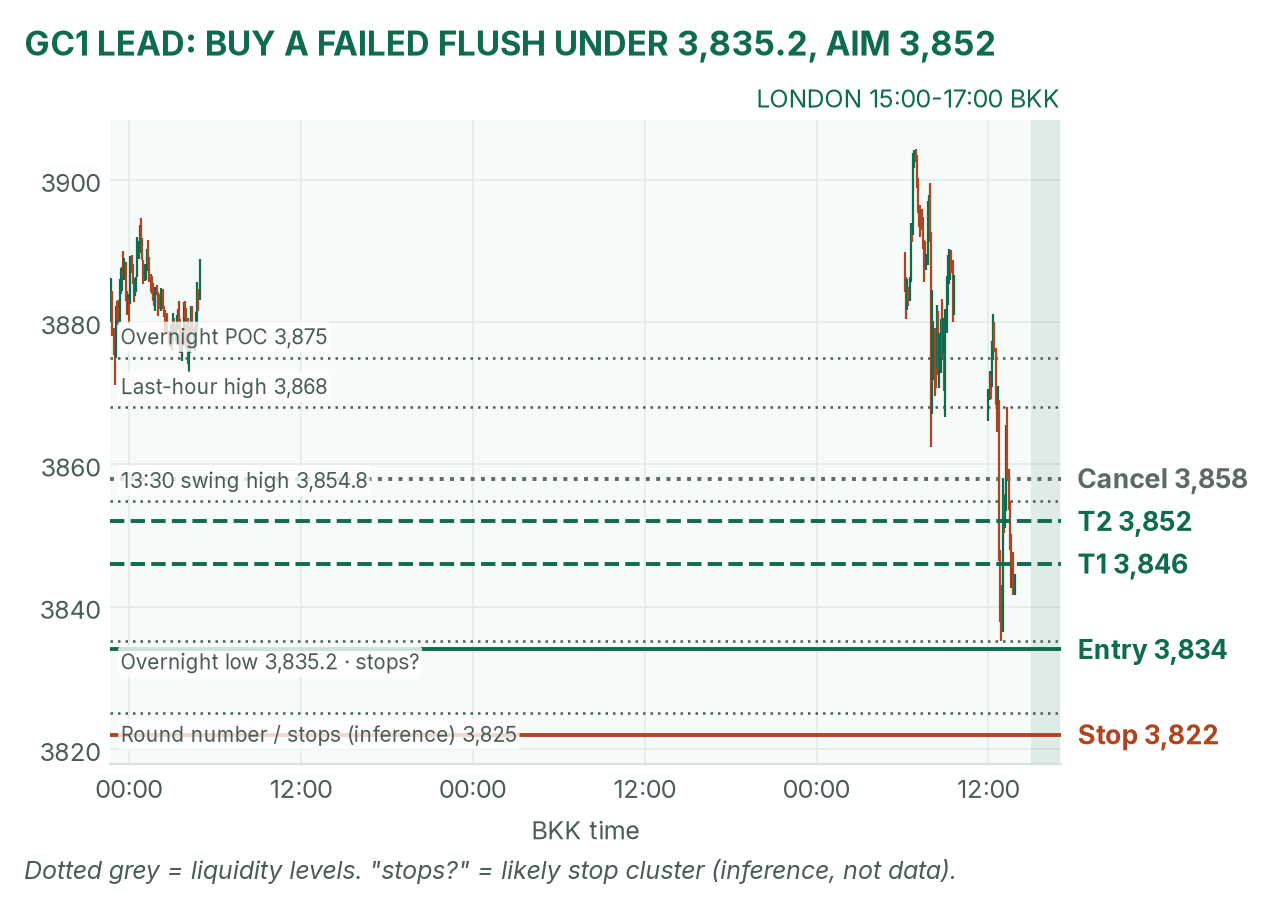 GC1 LEAD: BUY A FAILED FLUSH UNDER 3,835.2, AIM 3,852
LONDON 15:00-17:00 BKK
3900
3880
Overnight POC 3,875
Last-hour high 3,868
3860
13:30 swing high 3,854.8
Cancel 3,858
T2 3,852
T1 3,846
3840
Entry 3,834
Overnight low 3,835.2 · stops?
Round number / stops (inference) 3,825
Stop 3,822
3820
00:00 12:00 00:00 12:00 00:00 12:00
BKK time
Dotted grey = liquidity levels. "stops?" = likely stop cluster (inference, not data).